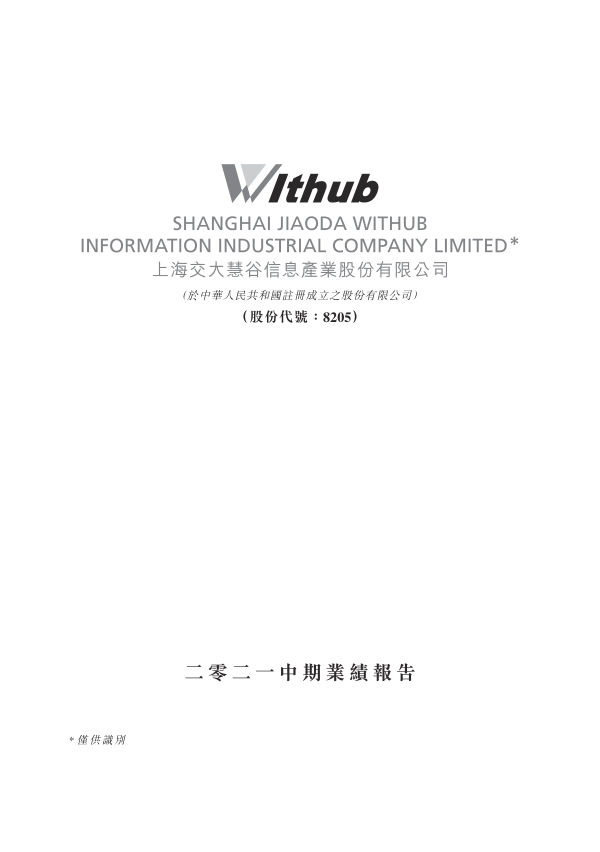 WIthub
SHANGHAI JIAODA WITHUB
INFORMATION INDUSTRIAL COMPANY LIMITED*
上海交大慧谷信息產業股份有限公司
(於中華人民共和國註冊成立之股份有限公司)
(股份代號：8205)
二零二一中期業績報告
* 僅供識別